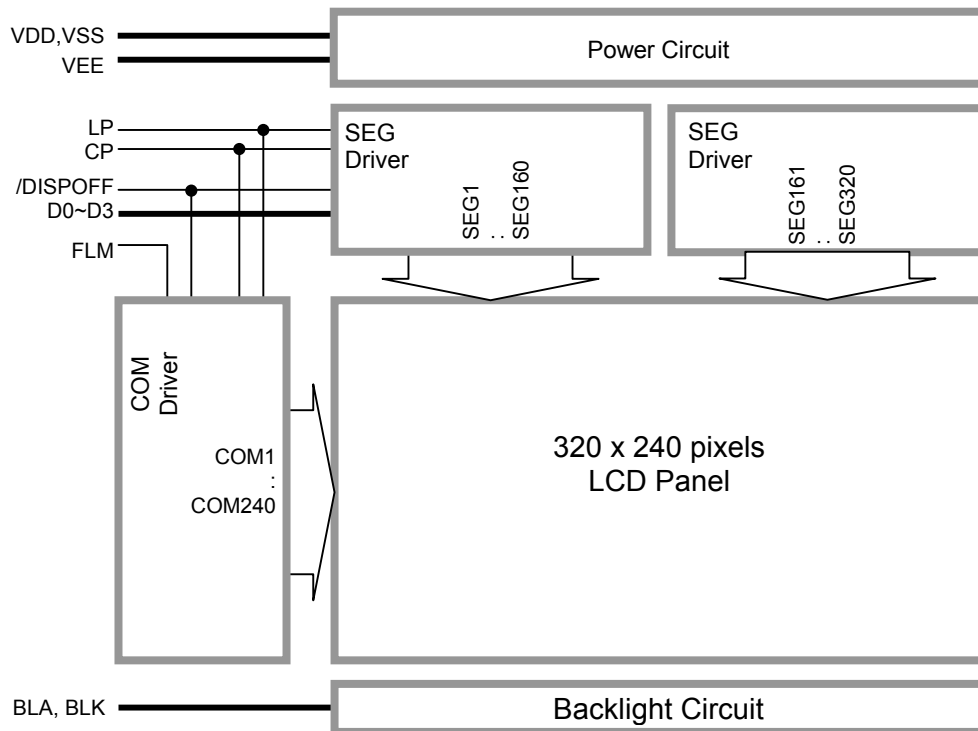 VDD,VSS
VEE
Power Circuit
LP
CP
/DISPOFF
D0~D3
FLM
SEG
Driver
SEG1
..
SEG160
SEG
Driver
SEG161
..
SEG320
COM
Driver
COM1
:
COM240
320 x 240 pixels
LCD Panel
BLA, BLK
Backlight Circuit